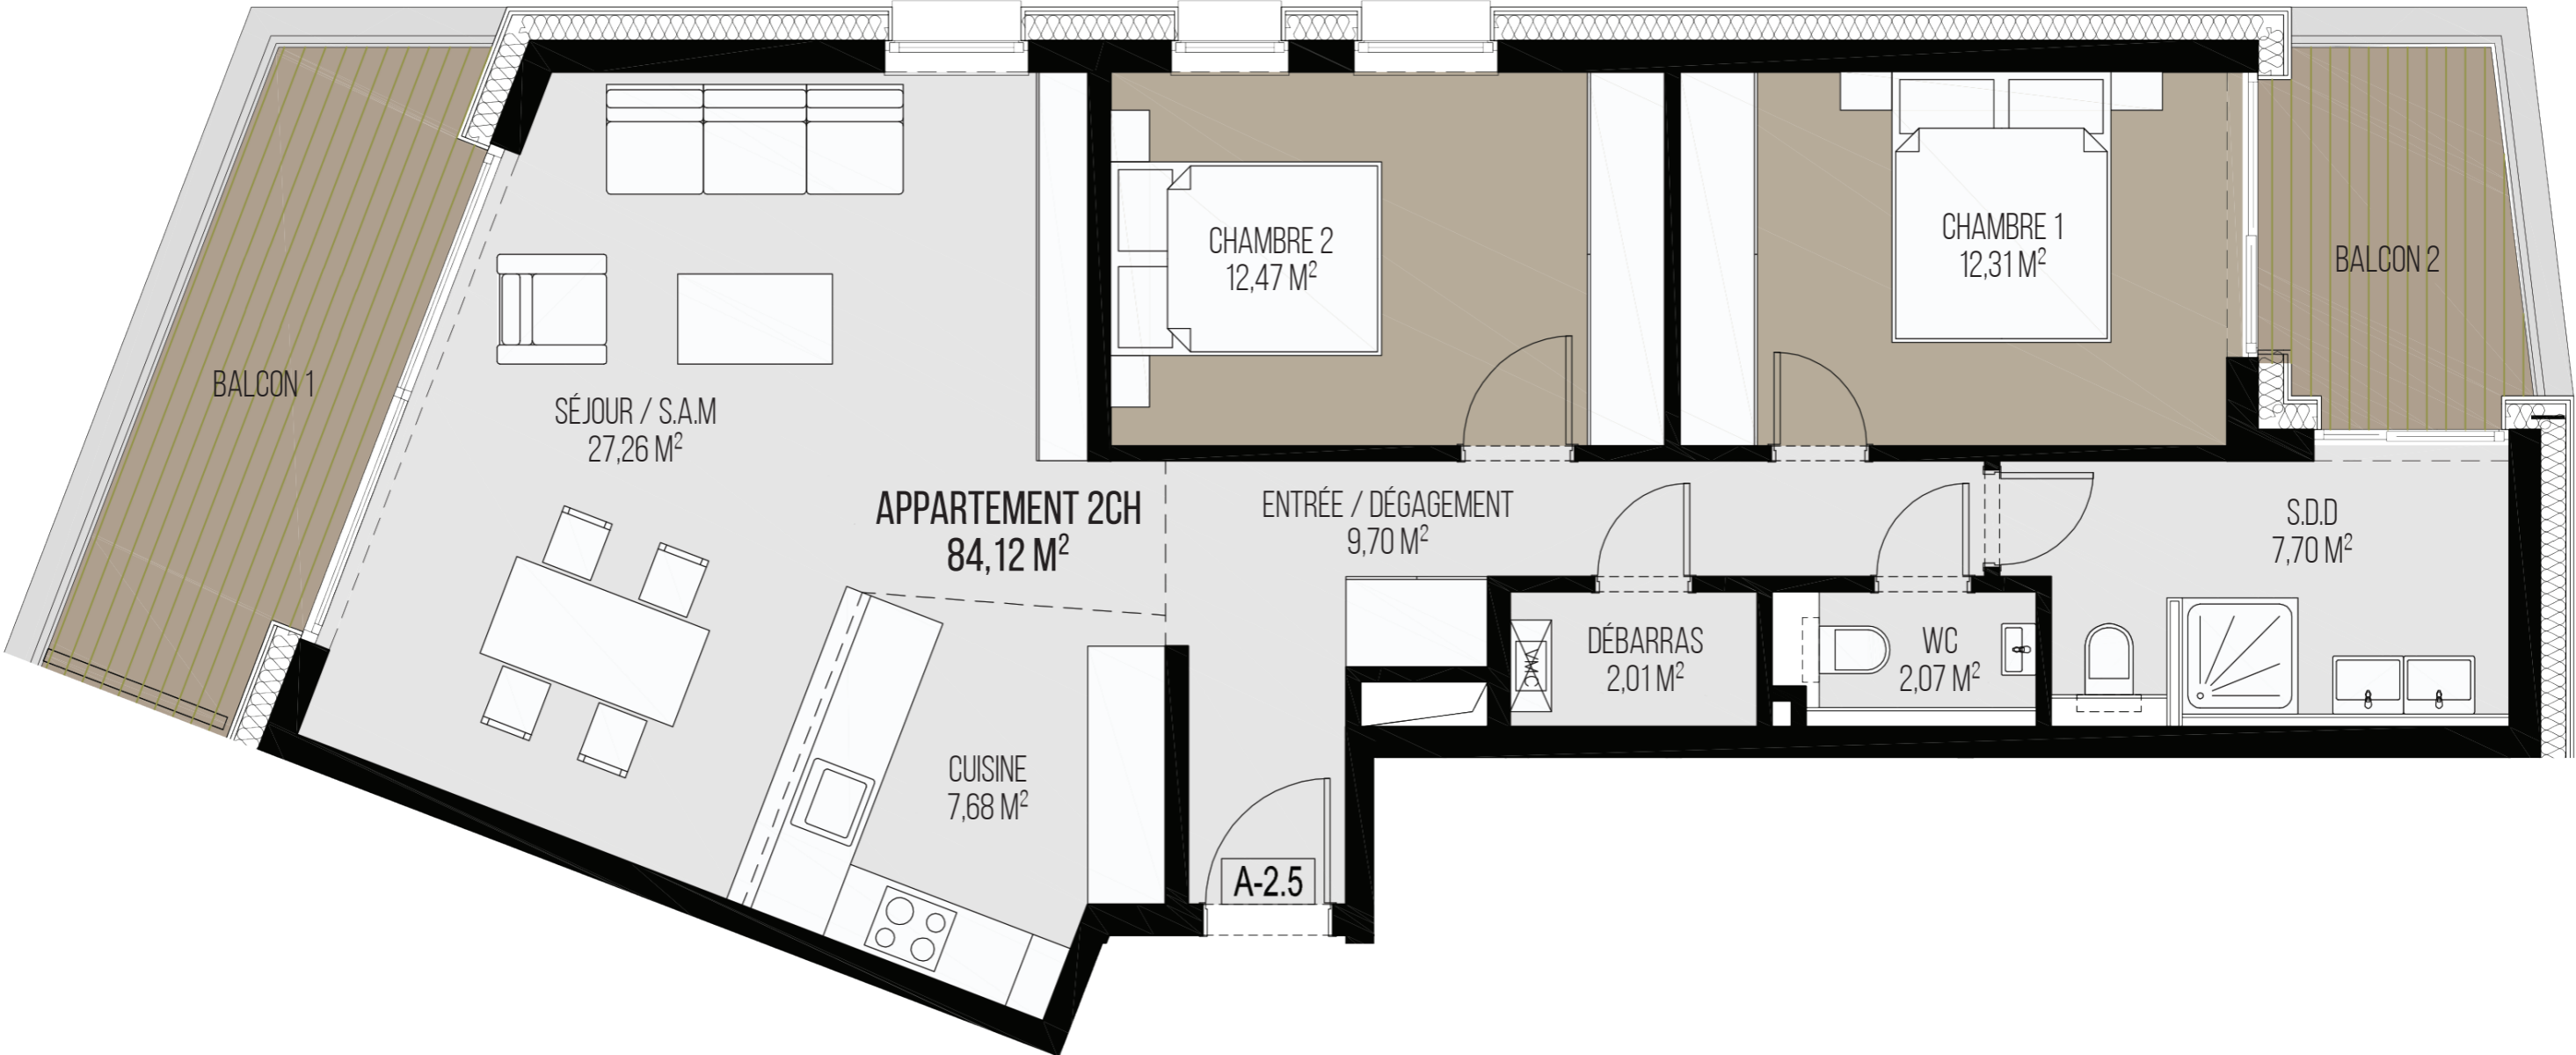 BALCON 1
SÉJOUR / S.A.M
27,26 M²
CHAMBRE 2
12,47 M²
CHAMBRE 1
12,31 M²
BALCON 2
APPARTEMENT 2CH
84,12 M²
ENTRÉE / DÉGAGEMENT
9,70 M²
S.D.D
7,70 M²
VMC
DÉBARRAS
2,01 M²
WC
2,07 M²
CUISINE
7,68 M²
A-2.5